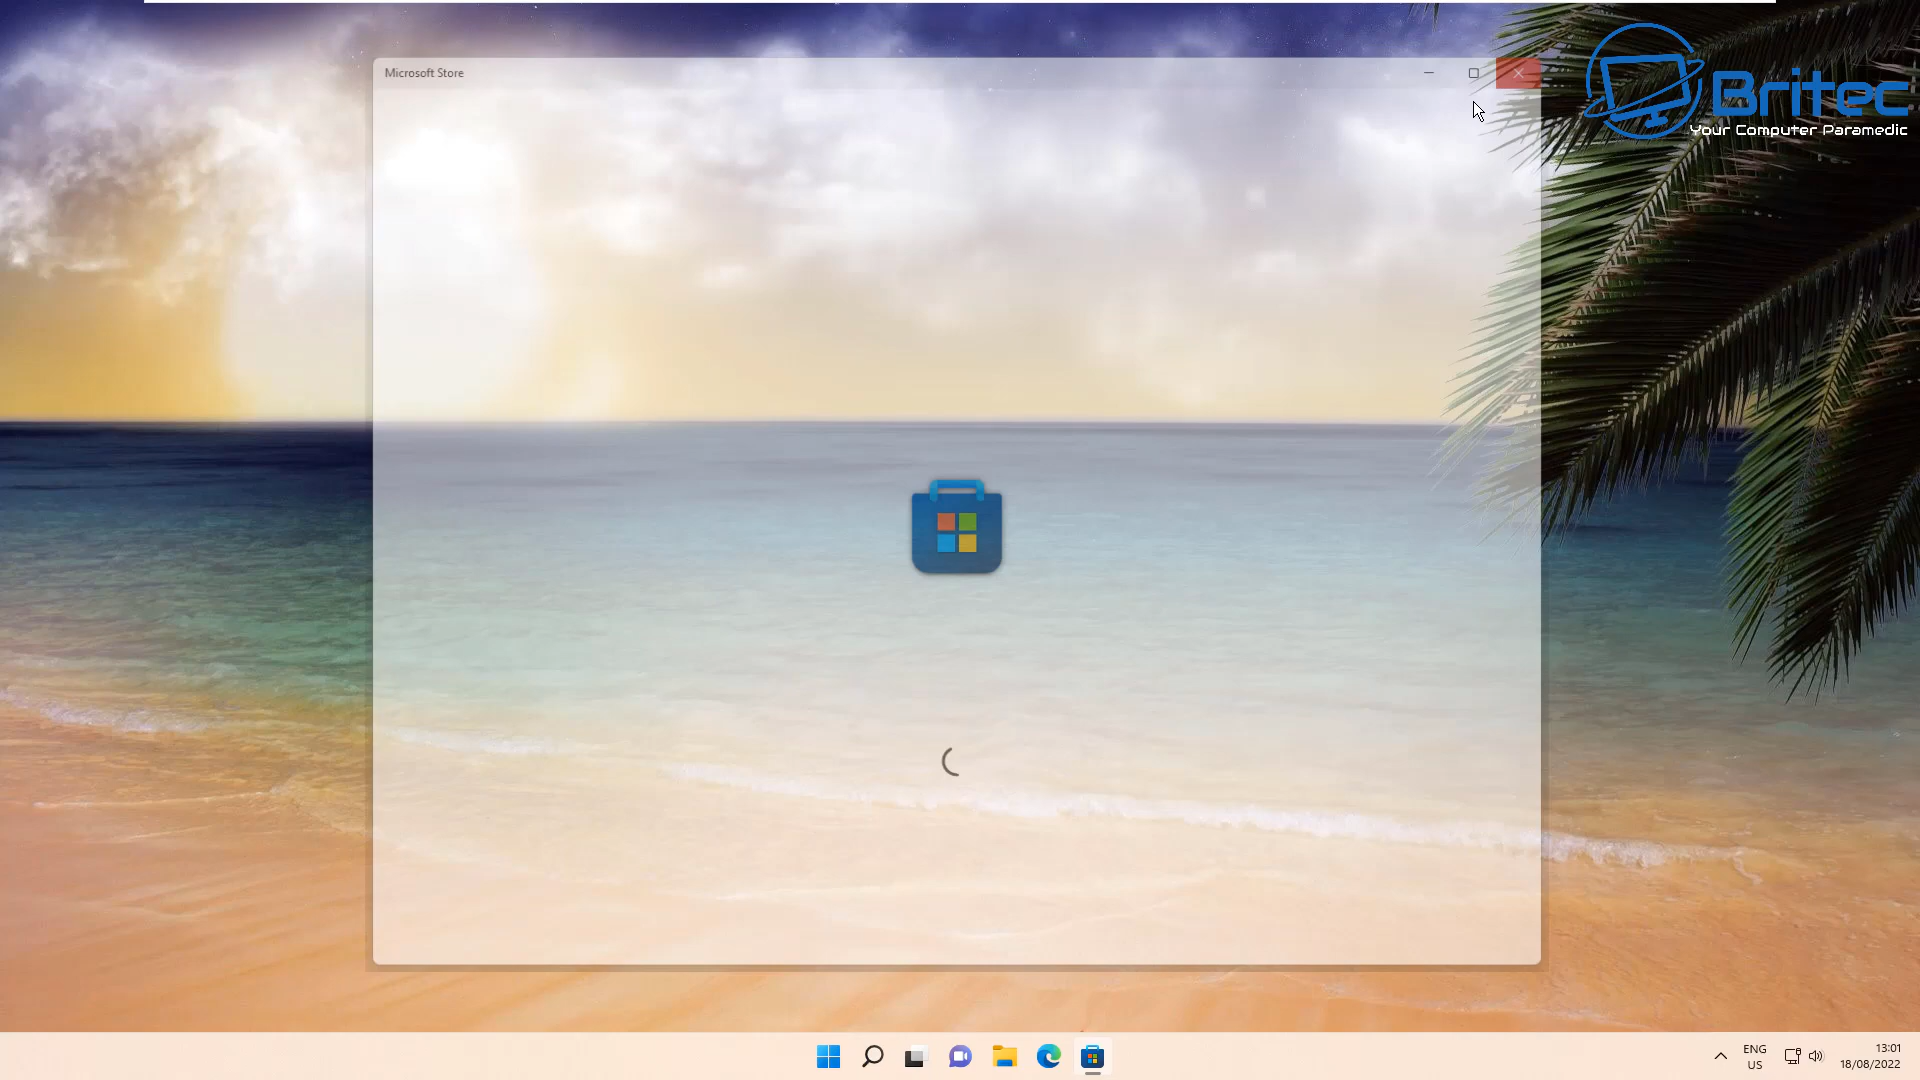 Microsoft Store
Britec
Your Computer Paramedic
ENG
US
13:01
18/08/2022